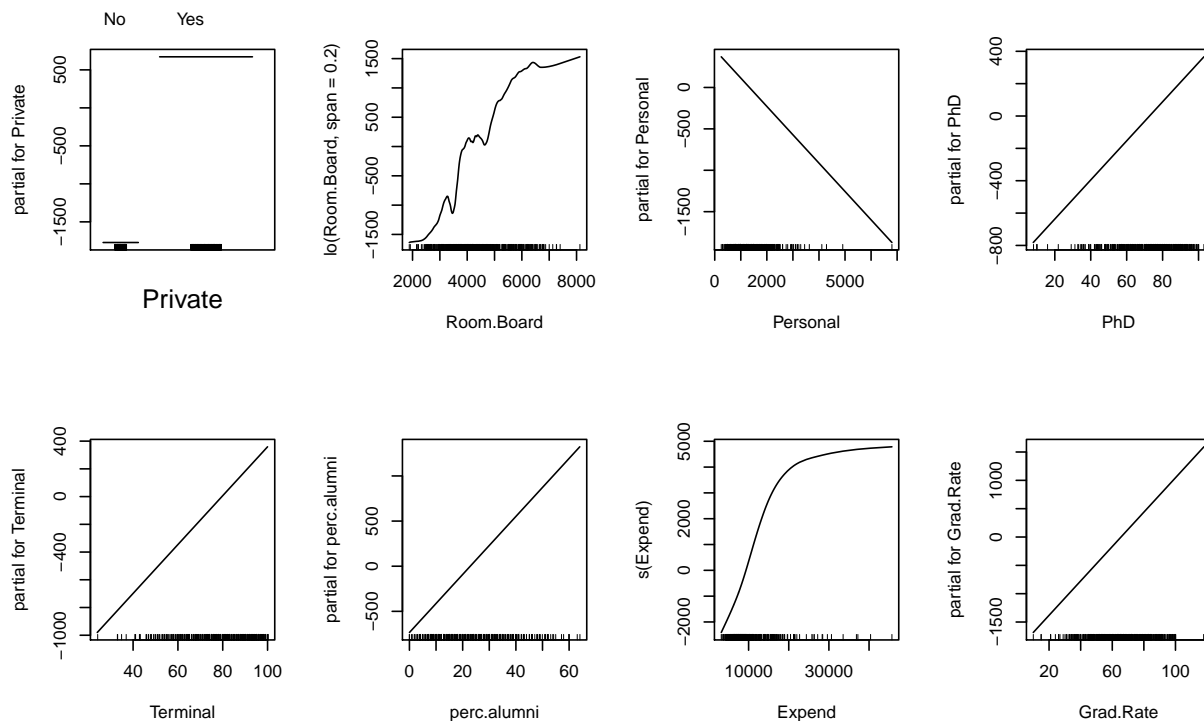 No Yes
partial for Private
500
−500
−1500
Private
lo(Room.Board, span = 0.2)
1500
500
−500
−1500
2000 4000 6000 8000
Room.Board
partial for Personal
0
−500
−1500
0 2000 5000
Personal
partial for PhD
400
0
−400
−800
20 40 60 80
PhD
partial for Terminal
400
0
−400
−1000
40 60 80 100
Terminal
partial for perc.alumni
500
0
−500
0 20 40 60
perc.alumni
s(Expend)
5000
2000
0
−2000
10000 30000
Expend
partial for Grad.Rate
1000
0
−1500
20 60 100
Grad.Rate